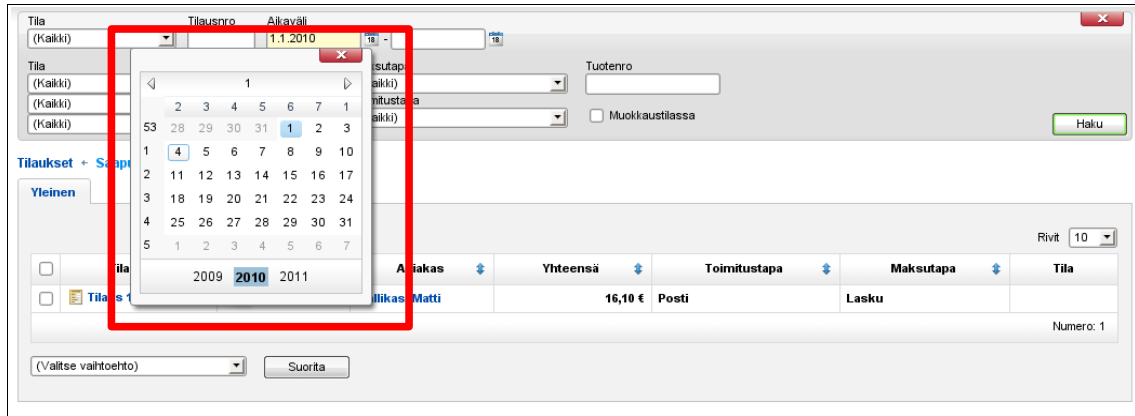 Tila Tilausnro Aikaväli
(Kaikki) 1.1.2010 18 - 18
Tila Tuotenro
(Kaikki)
(Kaikki)
(Kaikki) Muokkaustilassa
Haku
1
2 3 4 5 6 7 1
53 28 29 30 31 1 2 3
1 4 5 6 7 8 9 10
2 11 12 13 14 15 16 17
3 18 19 20 21 22 23 24
4 25 26 27 28 29 30 31
5 1 2 3 4 5 6 7
2009 2010 2011
Tilaukset ←
Yleinen
Rivit 10
Yhteensä Toimitustapa Maksutapa Tila
Matti 16,10 € Posti Lasku
Numero: 1
(Valitse vaihtoehto) Suorita